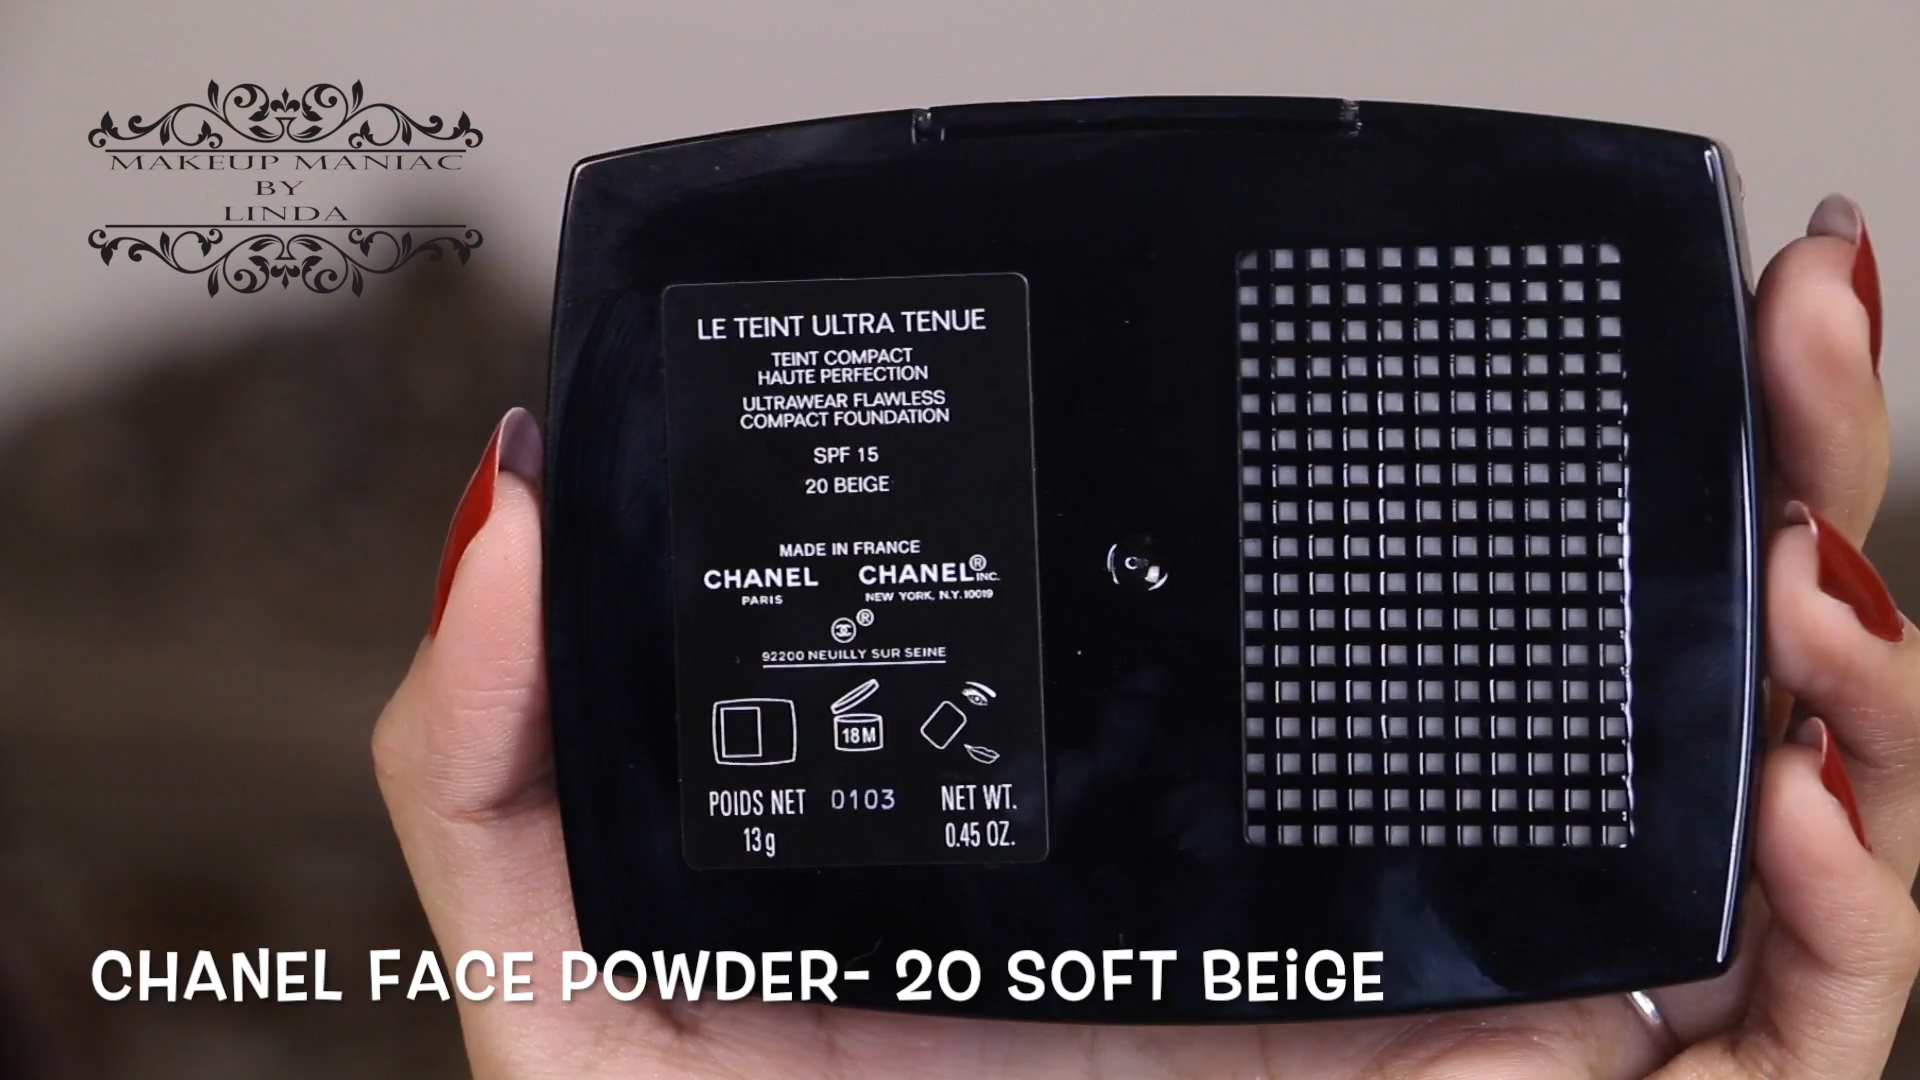 MAKEUP MANIAC
BY
LINDA
LE TEINT ULTRA TENUE
TEINT COMPACT
HAUTE PERFECTION
ULTRAWEAR FLAWLESS
COMPACT FOUNDATION
SPF 15
20 BEIGE
MADE IN FRANCE
CHANEL CHANEL® INC.
PARIS NEW YORK, N.Y. 10019
®
92200 NEUILLY SUR SEINE
18M
POIDS NET 0103 NET WT.
13g 0.45 OZ.
CHANEL FACE POWDER- 20 SOFT BEiGE